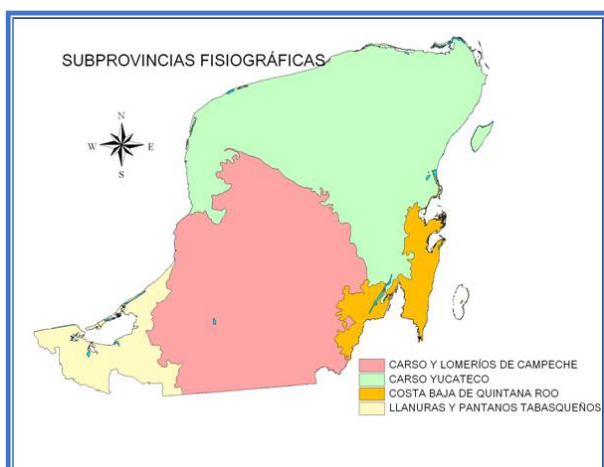 SUBPROVINCIAS FISIOGRÁFICAS
N
W E
S
CARSO Y LOMERÍOS DE CAMPECHE
CARSO YUCATECO
COSTA BAJA DE QUINTANA ROO
LLANURAS Y PANTANOS TABASQUEÑOS